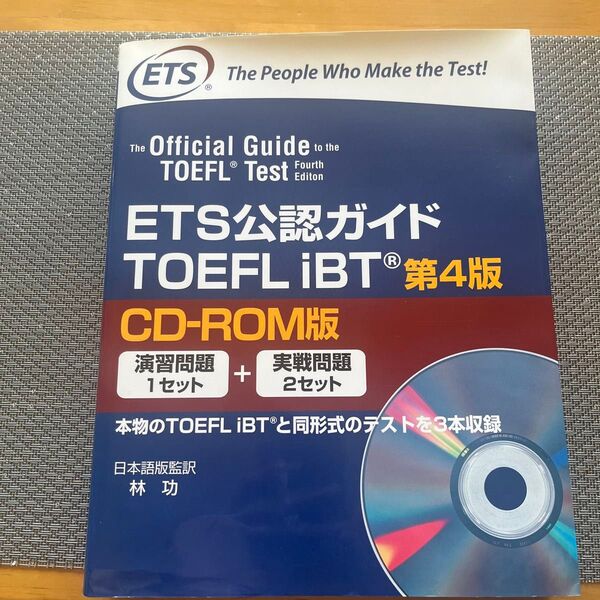 ETS® The People Who Make the Test!
The Official Guide to the
TOEFL® Test Fourth Editon
ETS公認ガイド
TOEFL iBT® 第4版
CD-ROM版
演習問題
1セット
+
実戦問題
2セット
本物のTOEFL iBT®と同形式のテストを3本収録
日本語版監訳
林 功